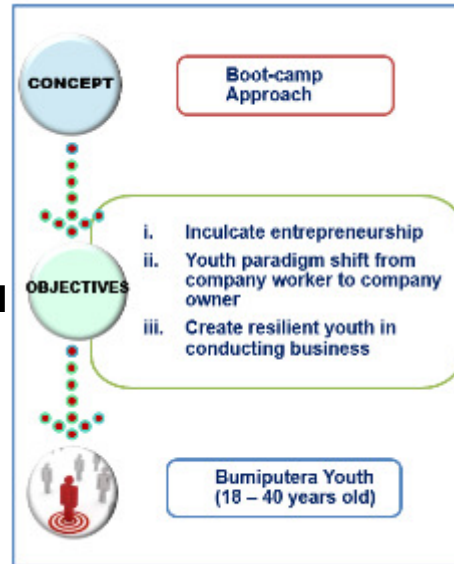 CONCEPT
Boot-camp
Approach
OBJECTIVES
i. Inculcate entrepreneurship
ii. Youth paradigm shift from
company worker to company
owner
iii. Create resilient youth in
conducting business
Bumiputera Youth
(18 – 40 years old)